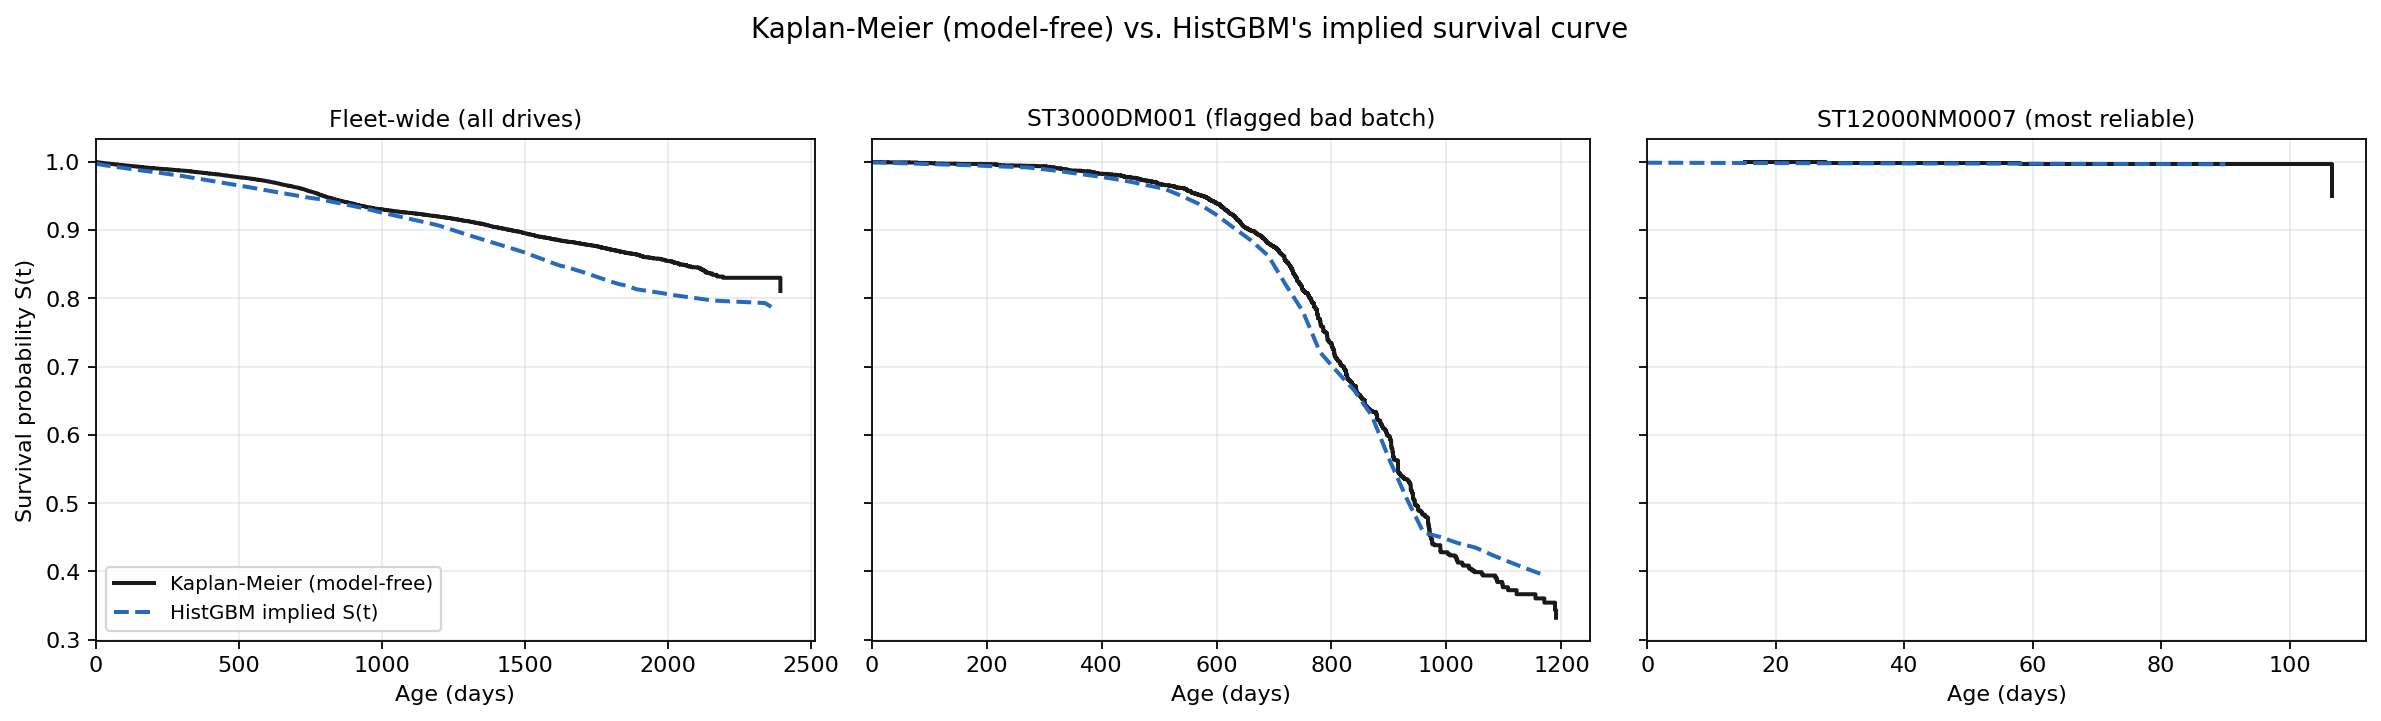 Kaplan-Meier (model-free) vs. HistGBM's implied survival curve
Fleet-wide (all drives)
Survival probability S(t)
1.0
0.9
0.8
0.7
0.6
0.5
0.4
0.3
Kaplan-Meier (model-free)
HistGBM implied S(t)
0 500 1000 1500 2000 2500
Age (days)
ST3000DM001 (flagged bad batch)
0 200 400 600 800 1000 1200
Age (days)
ST12000NM0007 (most reliable)
0 20 40 60 80 100
Age (days)